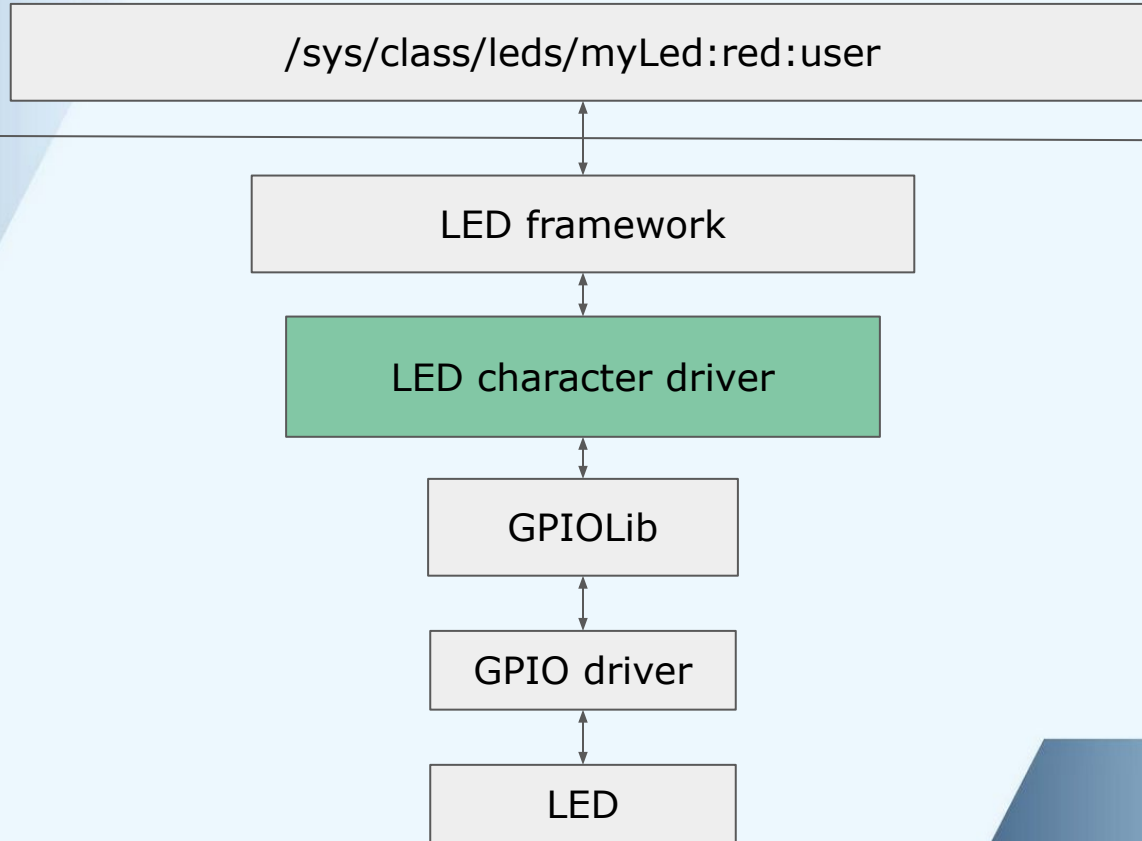 /sys/class/leds/myLed:red:user
LED framework
LED character driver
GPIOLib
GPIO driver
LED